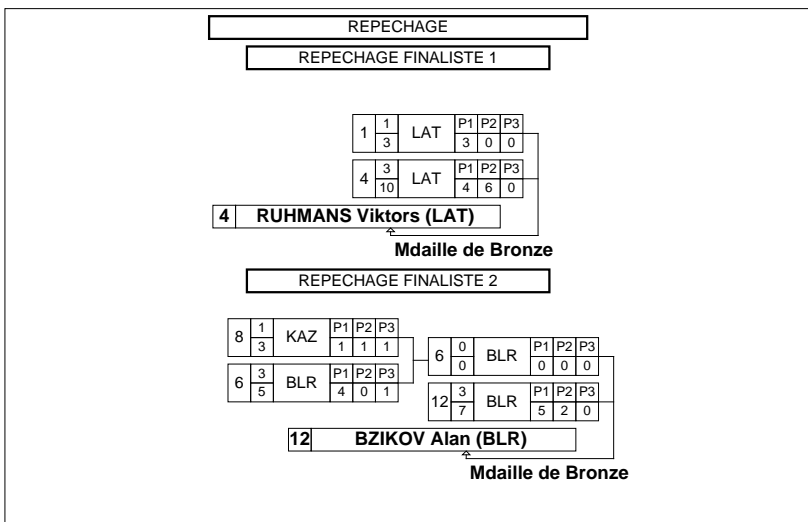 REPECHAGE
REPECHAGE FINALISTE 1
1 1 LAT P1 P2 P3
3 3 0 0
4 3 LAT P1 P2 P3
10 4 6 0
4 RUHMANS Viktors (LAT)
Mdaille de Bronze
REPECHAGE FINALISTE 2
8 1 KAZ P1 P2 P3
3 1 1 1
6 3 BLR P1 P2 P3
5 4 0 1
6 0 BLR P1 P2 P3
0 0 0 0
12 3 BLR P1 P2 P3
7 5 2 0
12 BZIKOV Alan (BLR)
Mdaille de Bronze